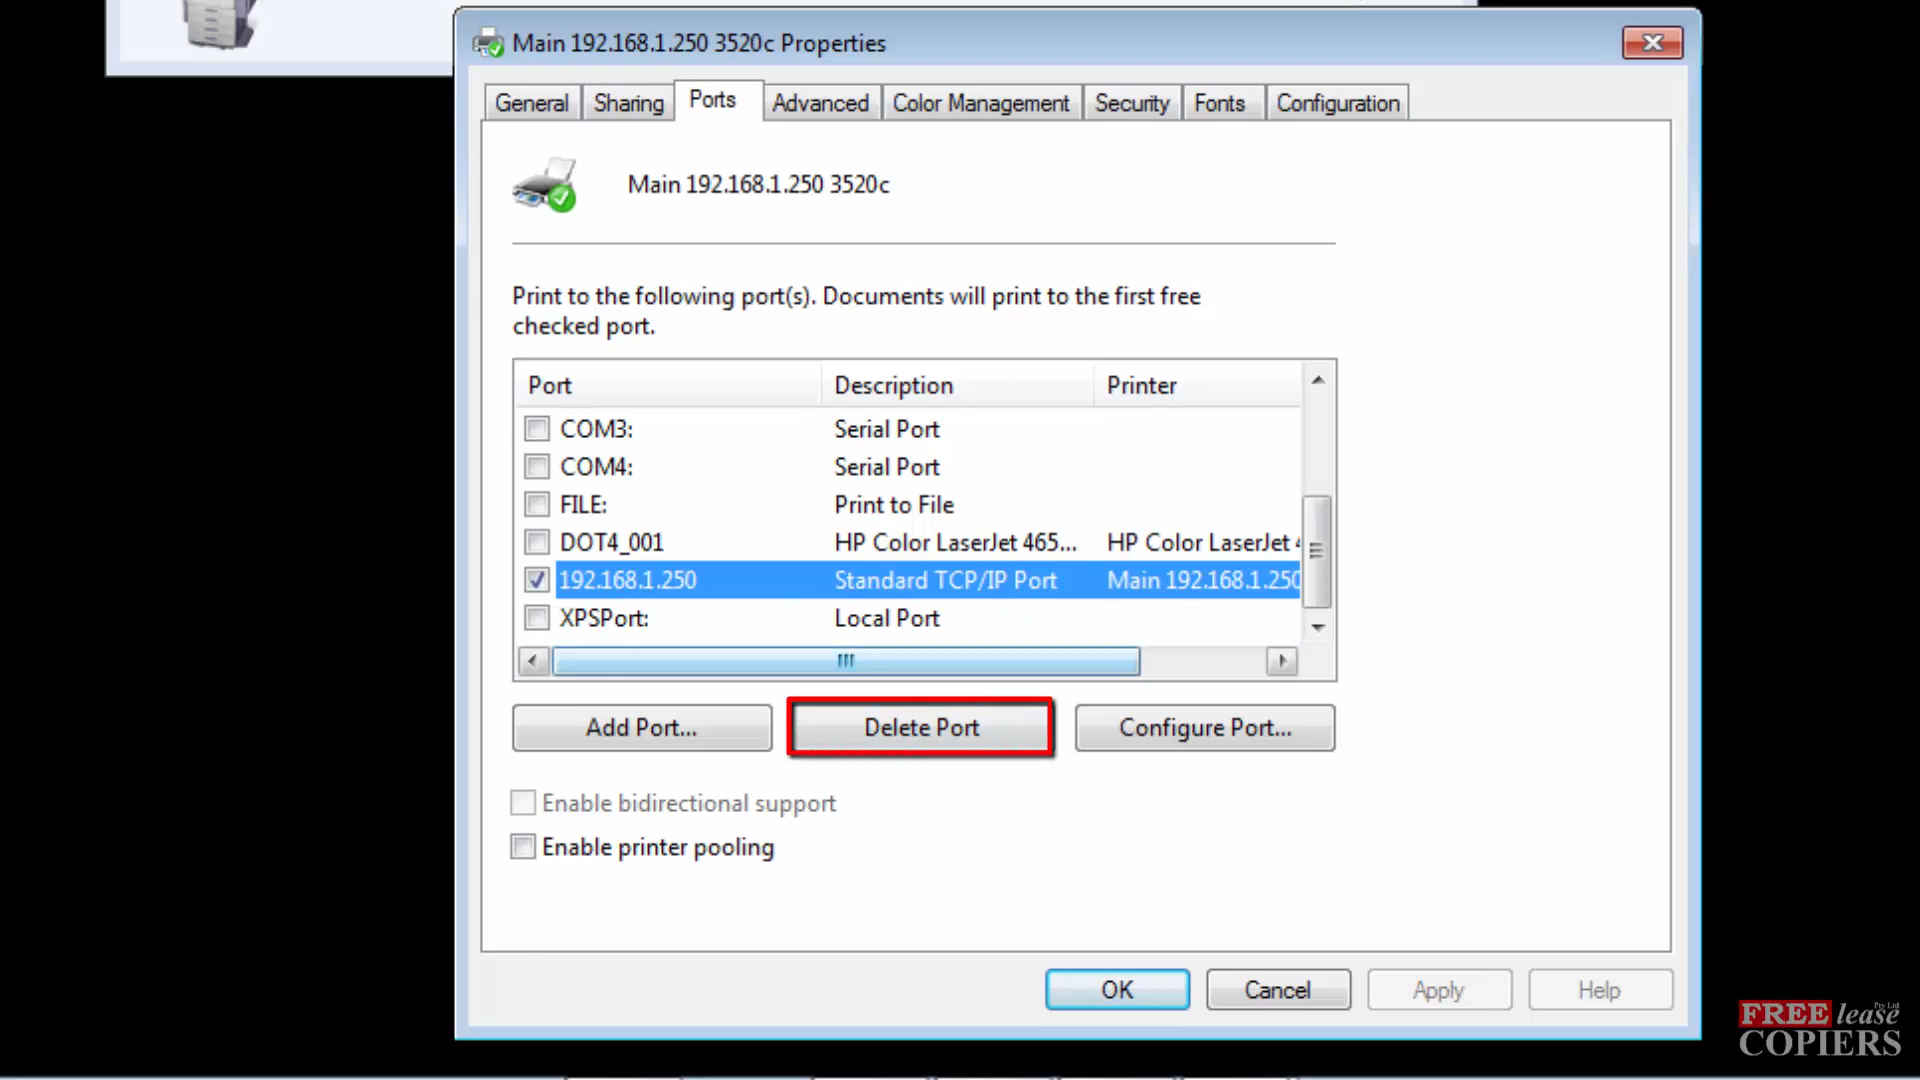 Main 192.168.1.250 3520c Properties
General Sharing Ports Advanced Color Management Security Fonts Configuration
Main 192.168.1.250 3520c
Print to the following port(s). Documents will print to the first free
checked port.
Port Description Printer
COM3: Serial Port
COM4: Serial Port
FILE: Print to File
DOT4_001 HP Color LaserJet 465... HP Color LaserJet
192.168.1.250 Standard TCP/IP Port Main 192.168.1.250
XPSPort: Local Port
Add Port... Delete Port Configure Port...
Enable bidirectional support
Enable printer pooling
OK Cancel Apply Help
FREE lease Pty Ltd
COPIERS